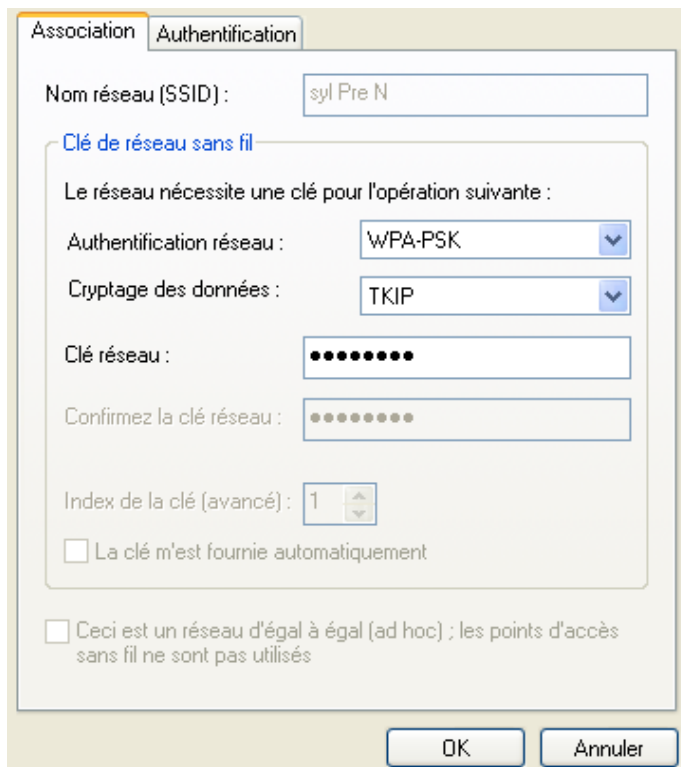 Association Authentification
Nom réseau (SSID) : syl Pre N
Clé de réseau sans fil
Le réseau nécessite une clé pour l'opération suivante :
Authentification réseau : WPA-PSK
Cryptage des données : TKIP
Clé réseau : ••••••••
Confirmez la clé réseau : ••••••••
Index de la clé (avancé) : 1
La clé m'est fournie automatiquement
Ceci est un réseau d'égal à égal (ad hoc) ; les points d'accès
sans fil ne sont pas utilisés
OK Annuler